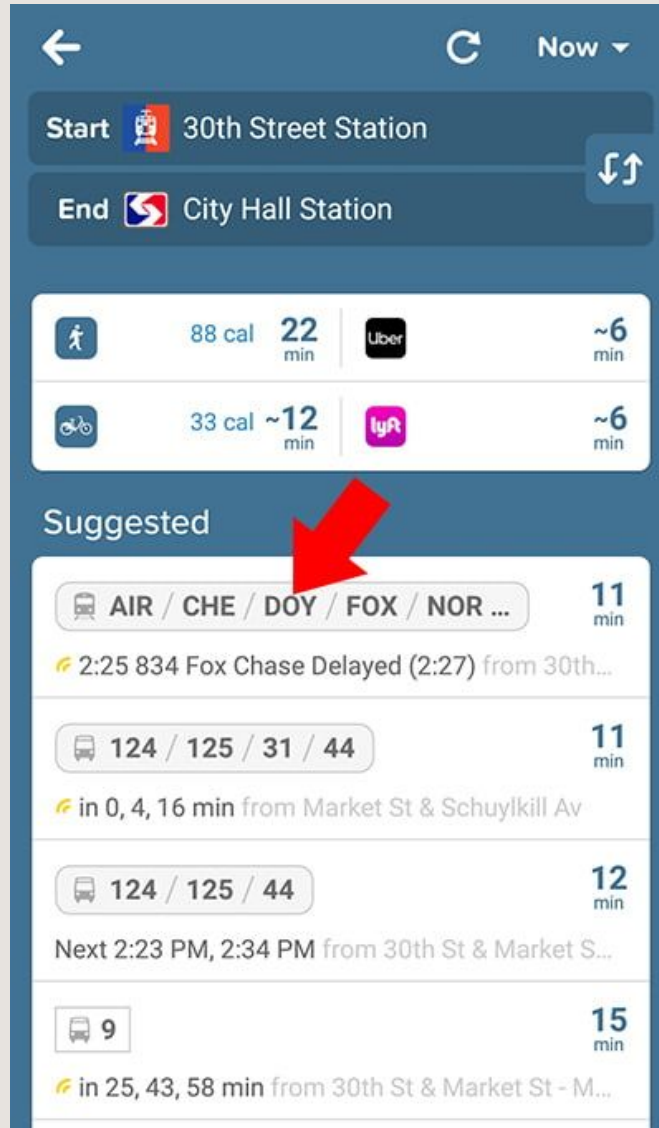 Now
Start 30th Street Station
End City Hall Station
88 cal 22 min Uber ~6 min
33 cal ~12 min lyft ~6 min
Suggested
AIR / CHE / DOY / FOX / NOR ... 11 min
2:25 834 Fox Chase Delayed (2:27) from 30th...
124 / 125 / 31 / 44 11 min
in 0, 4, 16 min from Market St & Schuylkill Av
124 / 125 / 44 12 min
Next 2:23 PM, 2:34 PM from 30th St & Market S...
9 15 min
in 25, 43, 58 min from 30th St & Market St - M...